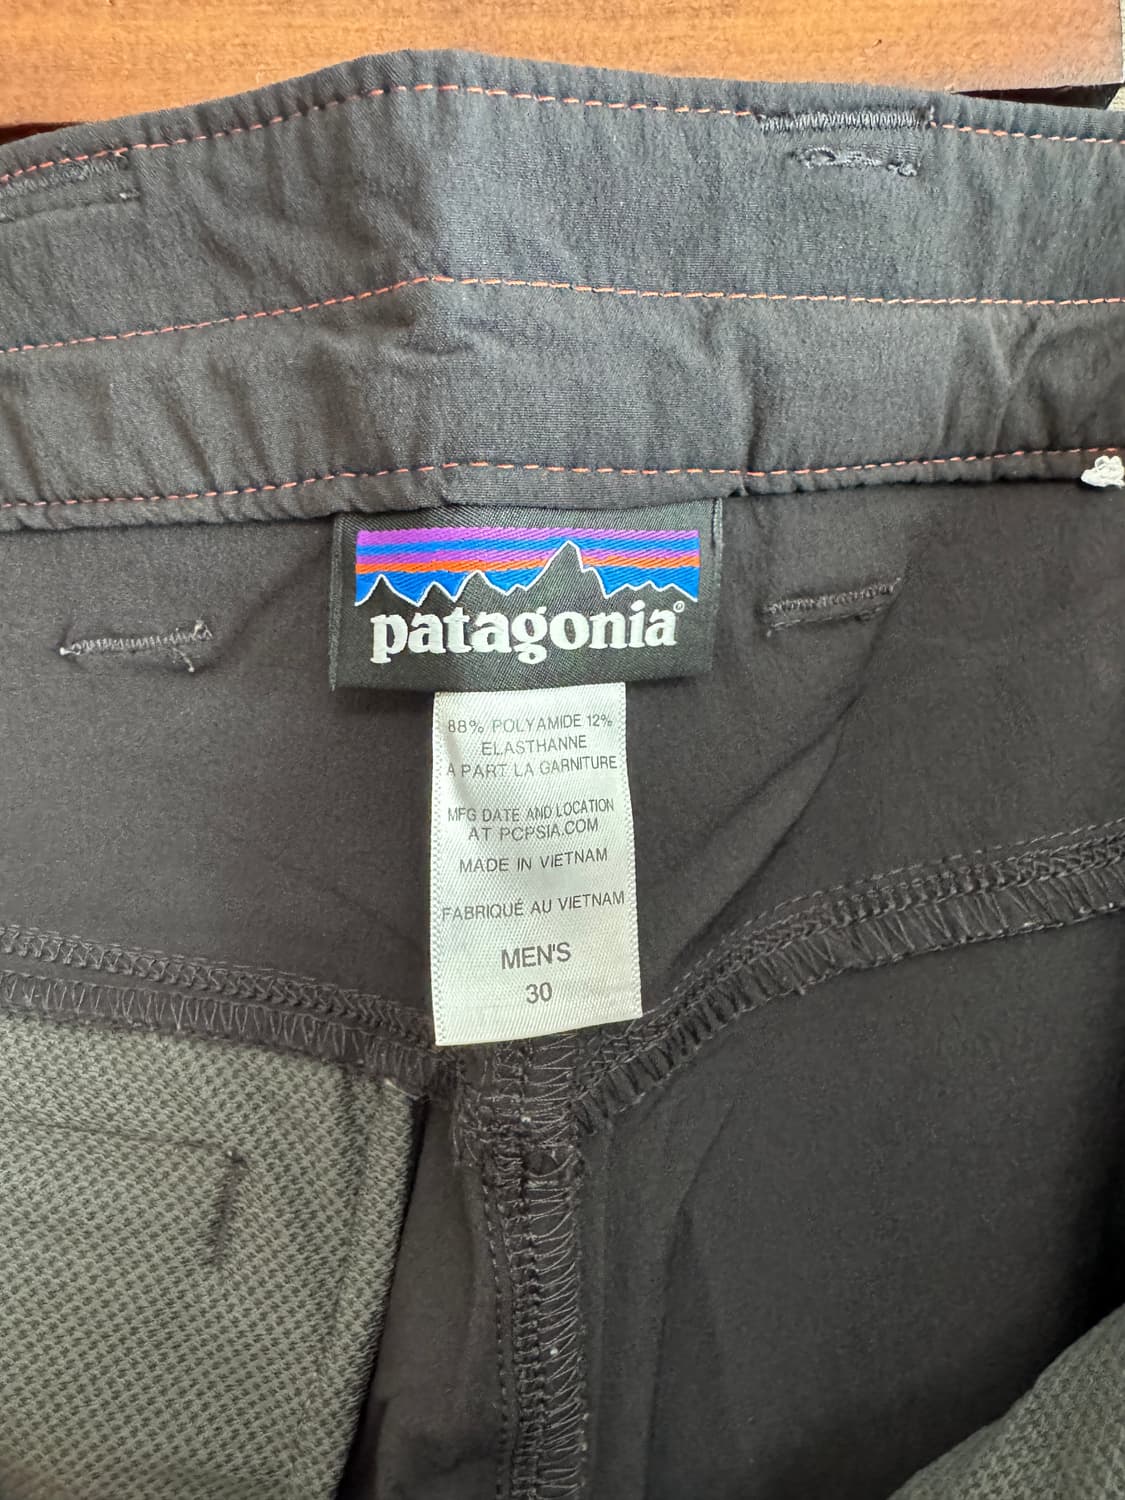 patagonia®
88% POLYAMIDE 12%
ELASTHANNE
À PART LA GARNITURE
MFG DATE AND LOCATION
AT PCPSIA.COM
MADE IN VIETNAM
FABRIQUÉ AU VIETNAM
MEN'S
30